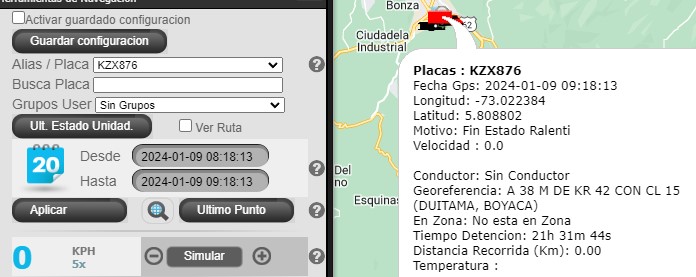 Herramientas de Navegacion
Activar guardado configuracion
Guardar configuracion
Alias / Placa KZX876
Busca Placa
Grupos User Sin Grupos
Ult. Estado Unidad. Ver Ruta
20
Desde 2024-01-09 08:18:13
Hasta 2024-01-09 09:18:13
Aplicar Ultimo Punto
0 KPH
5x
Simular
Bonza
62
Ciudadela
Industrial
Del
no
Esquinas
Placas : KZX876
Fecha Gps: 2024-01-09 09:18:13
Longitud: -73.022384
Latitud: 5.808802
Motivo: Fin Estado Ralenti
Velocidad : 0.0
Conductor: Sin Conductor
Georeferencia: A 38 M DE KR 42 CON CL 15
(DUITAMA, BOYACA)
En Zona: No esta en Zona
Tiempo Detencion: 21h 31m 44s
Distancia Recorrida (Km): 0.00
Temperatura :